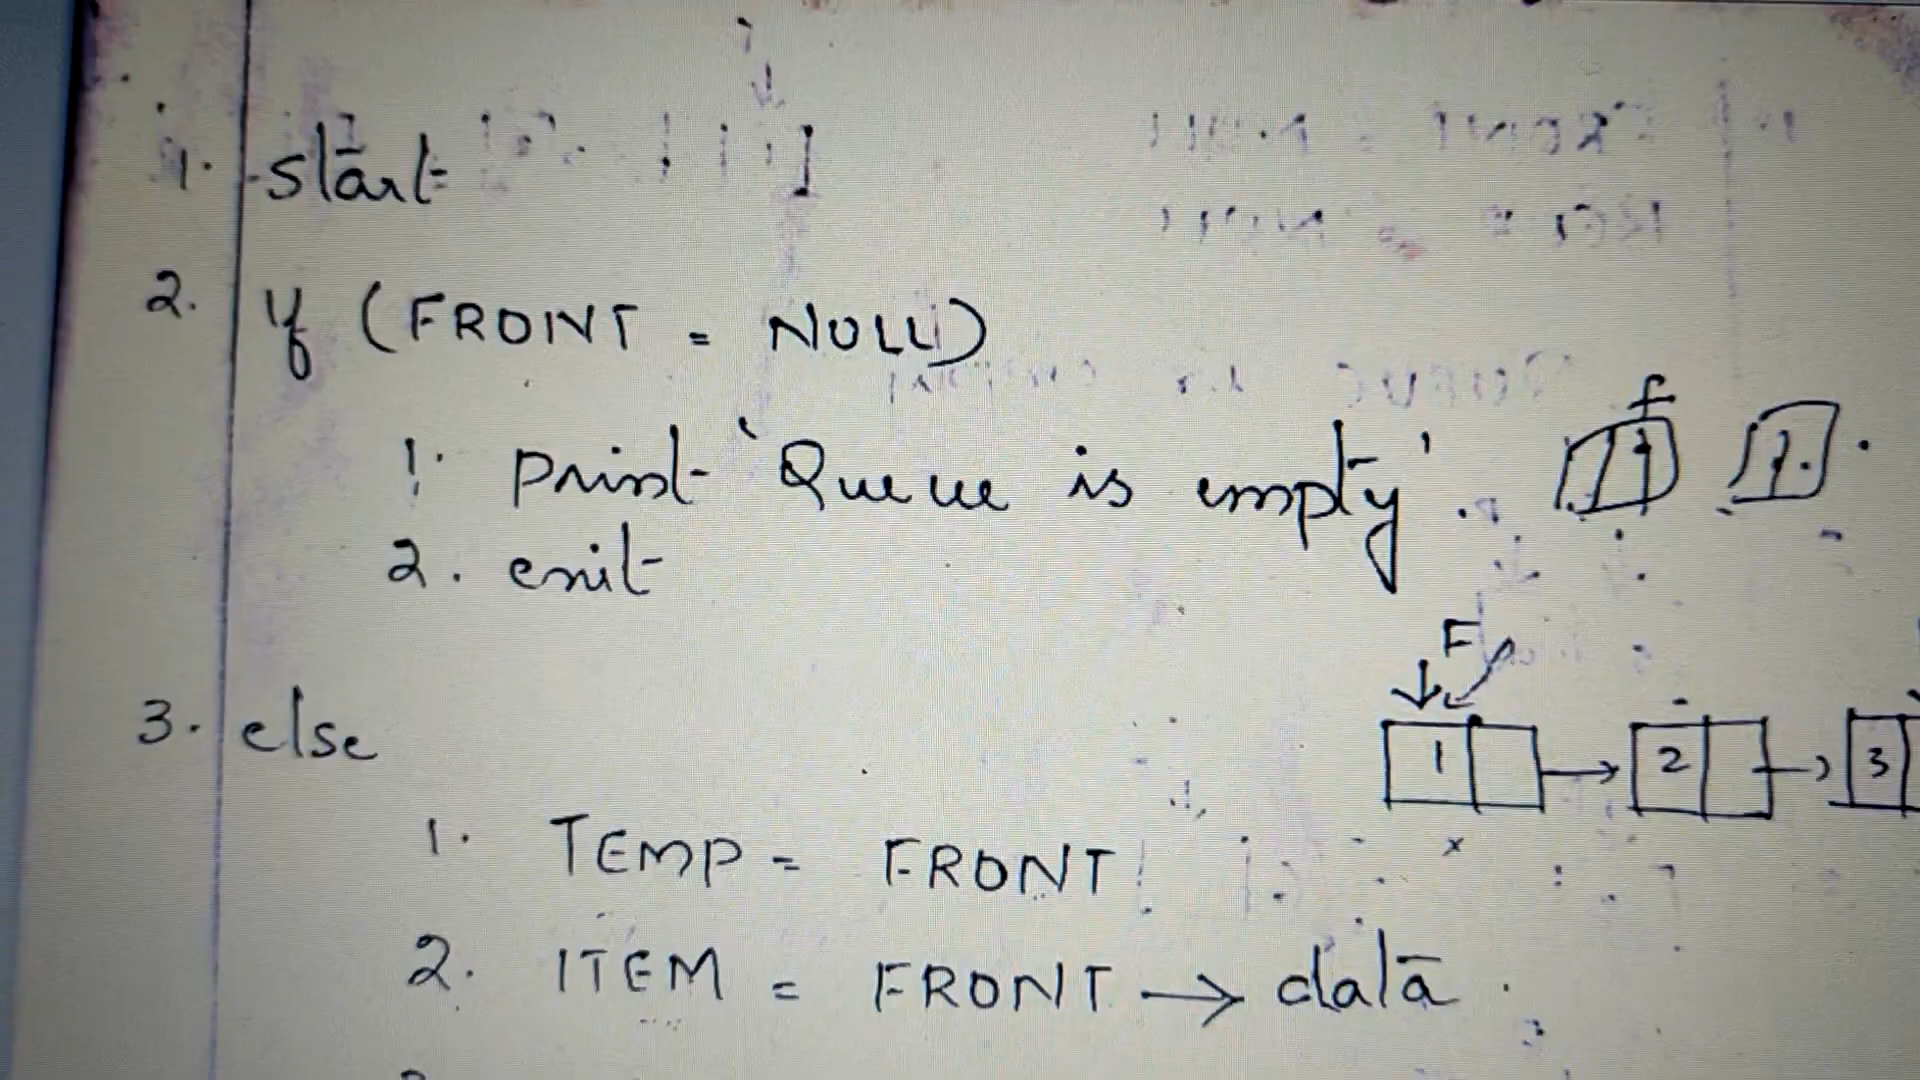 1. start
2. if (FRONT = NULL)
1. print 'Queue is empty'.
2. exit
f
1
F
1 2 3
3. else
1. TEMP = FRONT
2. ITEM = FRONT → data.